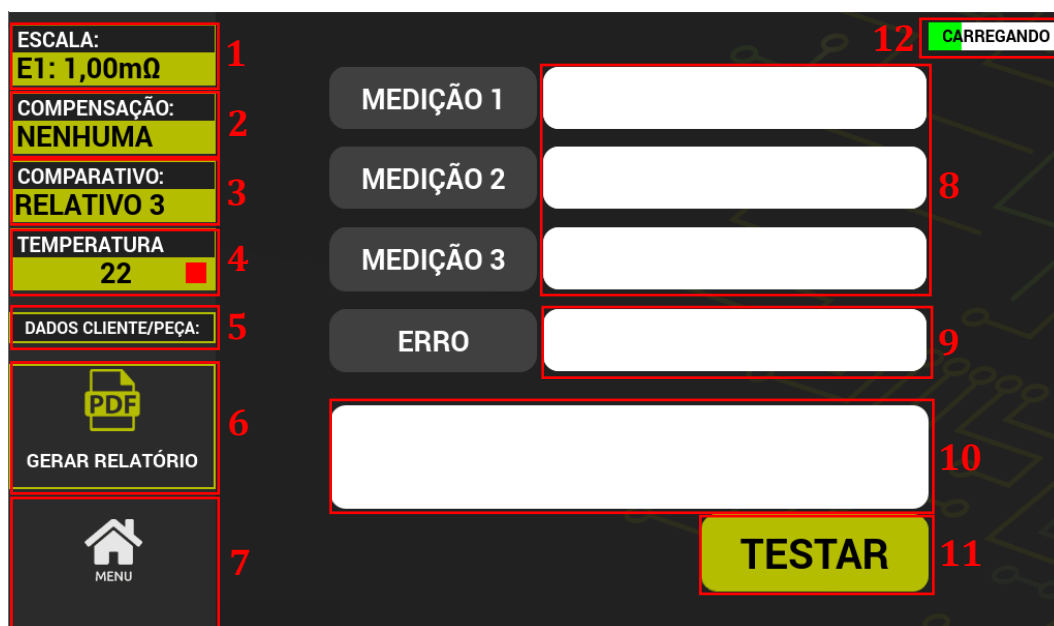 ESCALA:
E1: 1,00mΩ
1
COMPENSAÇÃO:
NENHUMA
2
COMPARATIVO:
RELATIVO 3
3
TEMPERATURA
22
4
DADOS CLIENTE/PEÇA:
5
PDF
GERAR RELATÓRIO
6
MENU
7
MEDIÇÃO 1
MEDIÇÃO 2
MEDIÇÃO 3
8
ERRO
9
10
TESTAR
11
12
CARREGANDO